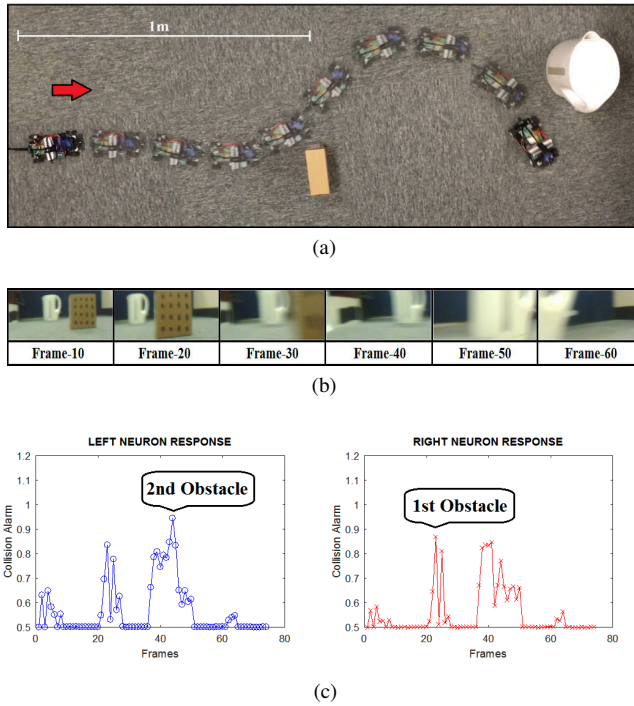 1m
(a)
Frame-10 Frame-20 Frame-30 Frame-40 Frame-50 Frame-60
(b)
LEFT NEURON RESPONSE
1.2
1.1
1
0.9
0.8
0.7
0.6
0.5
0 20 40 60 80
Collision Alarm
Frames
2nd Obstacle
RIGHT NEURON RESPONSE
1.2
1.1
1
0.9
0.8
0.7
0.6
0.5
0 20 40 60 80
Collision Alarm
Frames
1st Obstacle
(c)